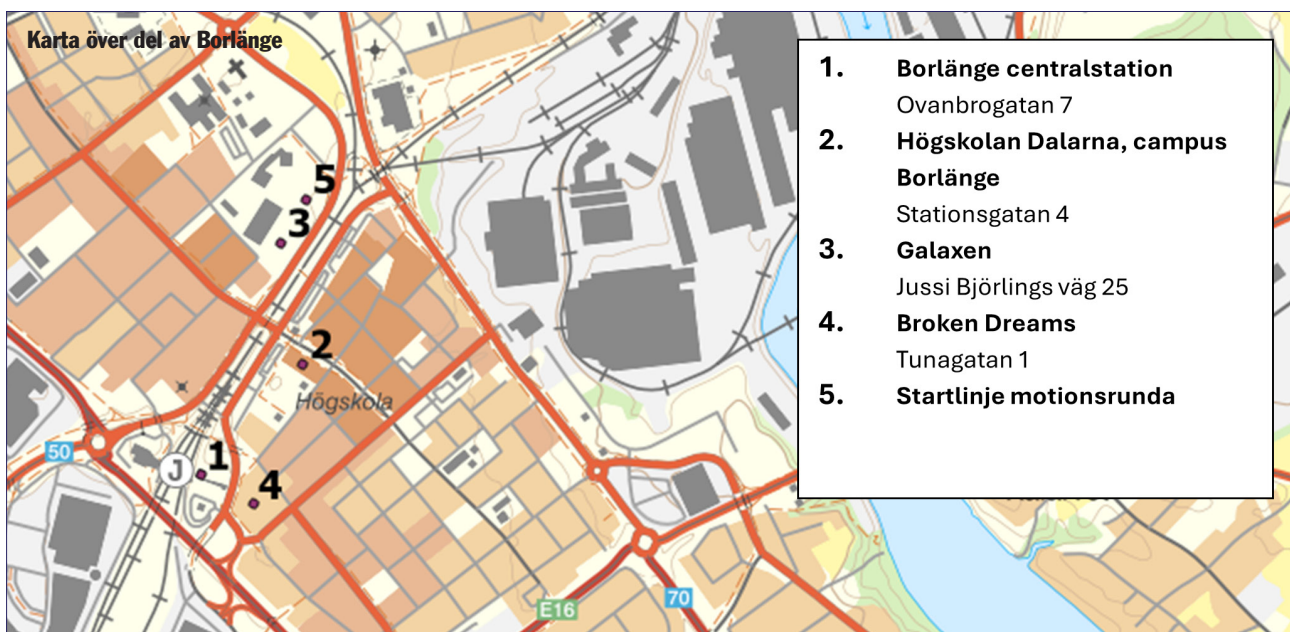 Karta över del av Borlänge
1. Borlänge centralstation
Ovanbrogatan 7
2. Högskolan Dalarna, campus
Borlänge
Stationsgatan 4
3. Galaxen
Jussi Björlings väg 25
4. Broken Dreams
Tunagatan 1
5. Startlinje motionsrunda
5
3
2
Högskola
50
J
1
4
E16
70